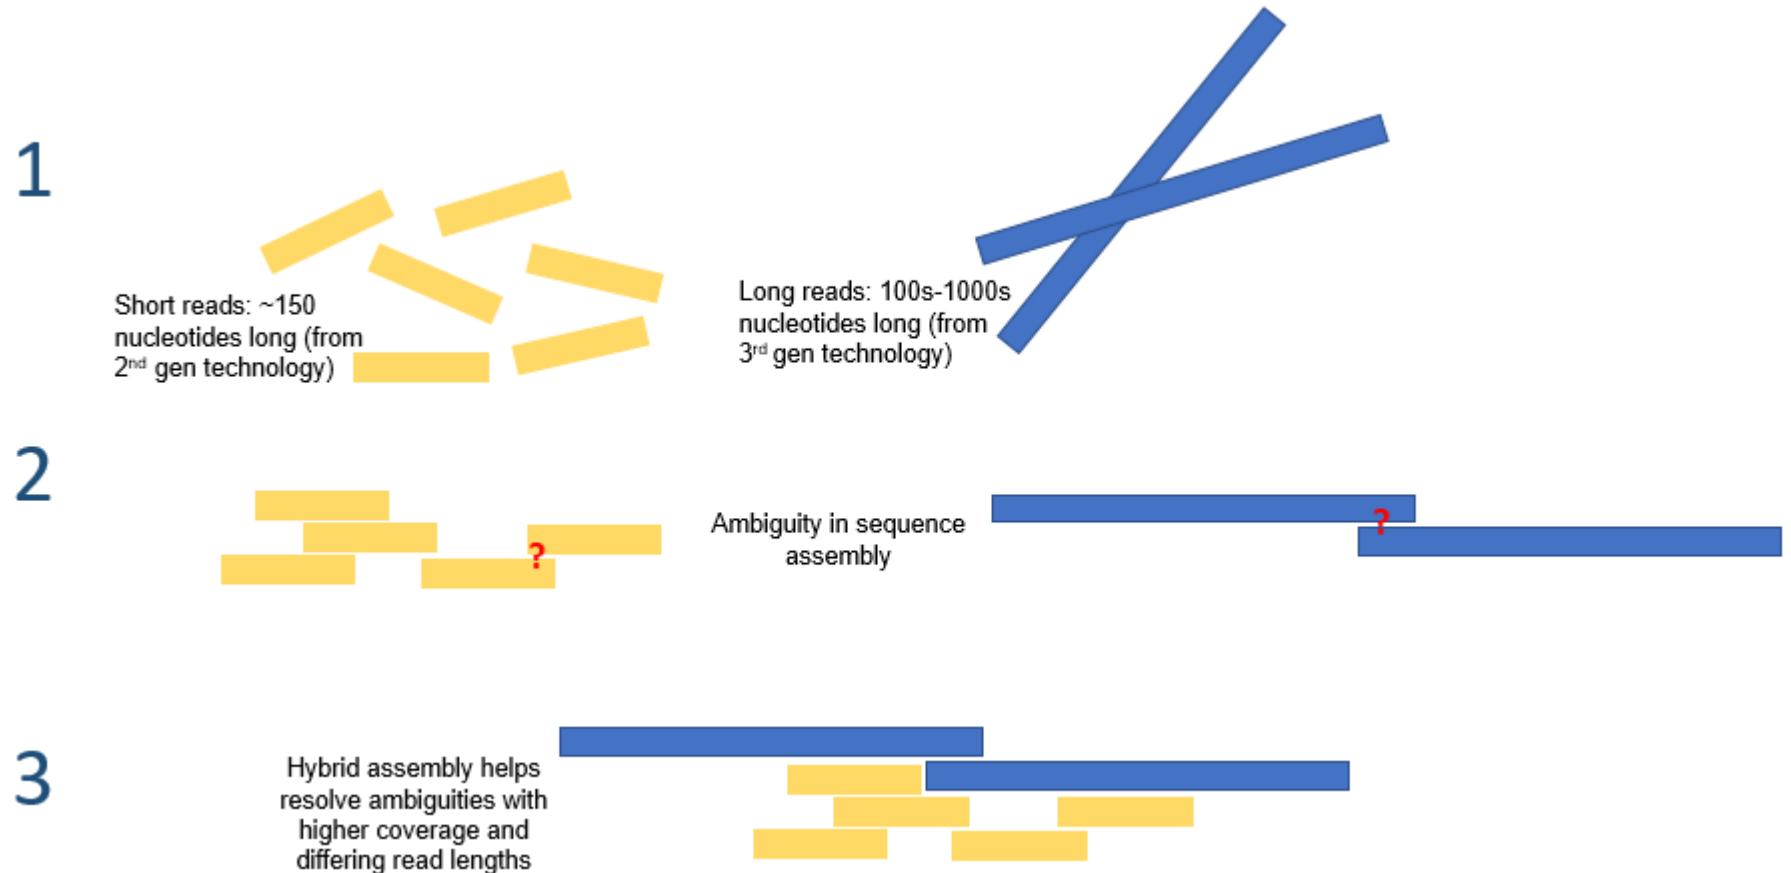 1
Short reads: ~150
nucleotides long (from
2nd gen technology)
Long reads: 100s-1000s
nucleotides long (from
3rd gen technology)
2
?
Ambiguity in sequence
assembly
?
3
Hybrid assembly helps
resolve ambiguities with
higher coverage and
differing read lengths